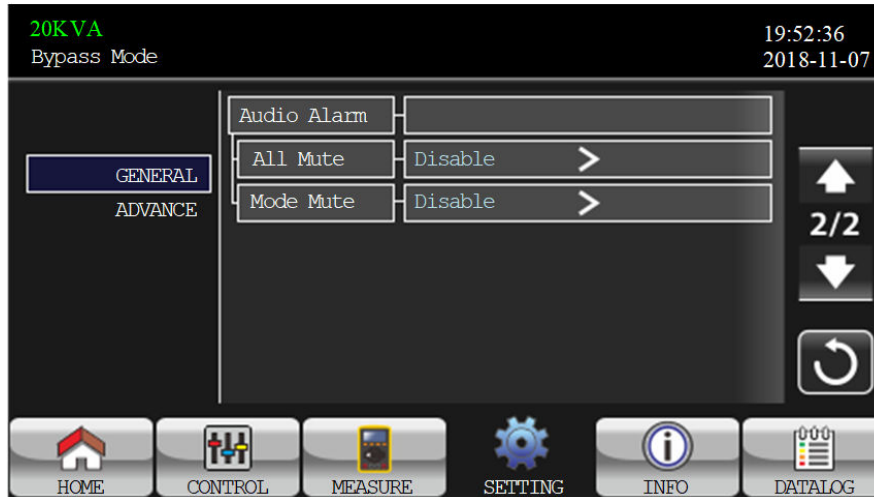 20KVA
19:52:36
Bypass Mode
2018-11-07
Audio Alarm
All Mute
Disable >
GENERAL
Mode Mute
Disable >
ADVANCE
2/2
HOME
CONTROL
MEASURE
SETTING
INFO
DATALOG